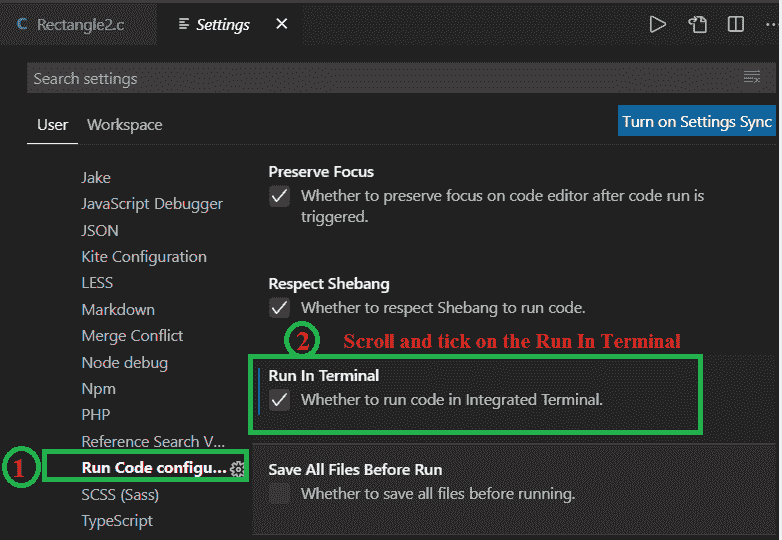 C Rectangle2.c
Settings
Search settings
User
Workspace
Turn on Settings Sync
Jake
JavaScript Debugger
JSON
Kite Configuration
LESS
Markdown
Merge Conflict
Node debug
Npm
PHP
Reference Search V...
1
Run Code configu...
SCSS (Sass)
TypeScript
Preserve Focus
Whether to preserve focus on code editor after code run is
triggered.
Respect Shebang
Whether to respect Shebang to run code.
2 Scroll and tick on the Run In Terminal
Run In Terminal
Whether to run code in Integrated Terminal.
Save All Files Before Run
Whether to save all files before running.